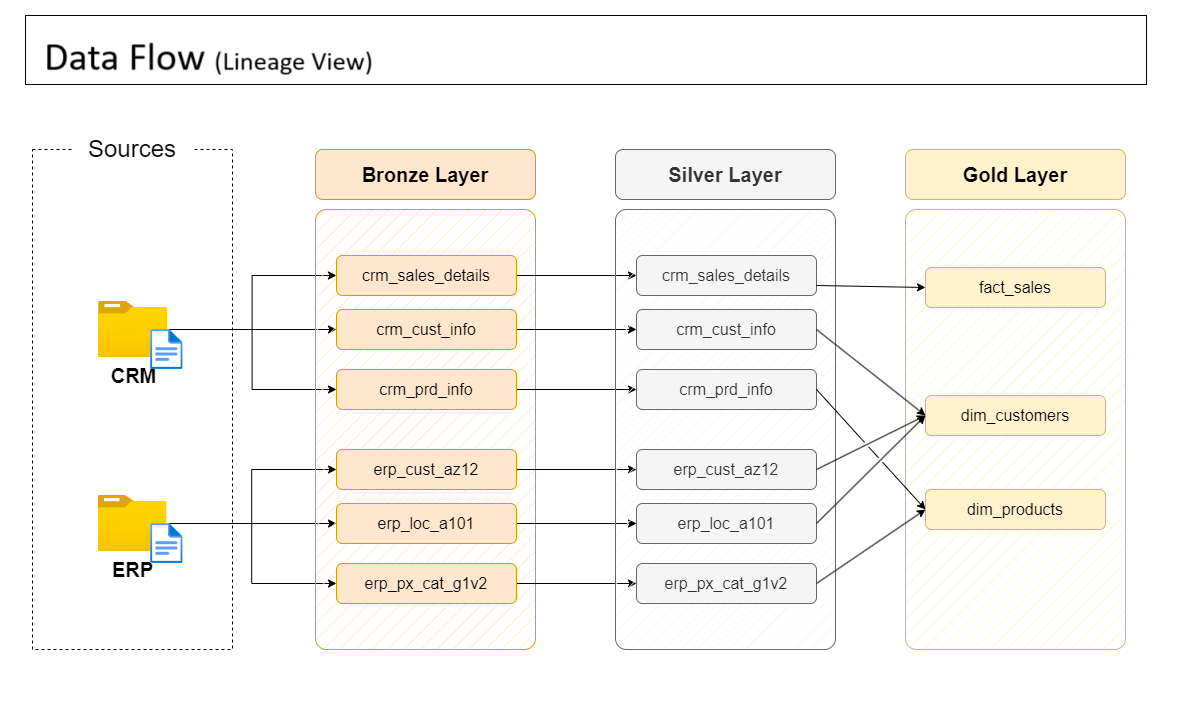 Data Flow (Lineage View)
Sources
Bronze Layer
Silver Layer
Gold Layer
crm_sales_details
crm_sales_details
fact_sales
crm_cust_info
crm_cust_info
CRM
crm_prd_info
crm_prd_info
dim_customers
erp_cust_az12
erp_cust_az12
dim_products
erp_loc_a101
erp_loc_a101
ERP
erp_px_cat_g1v2
erp_px_cat_g1v2